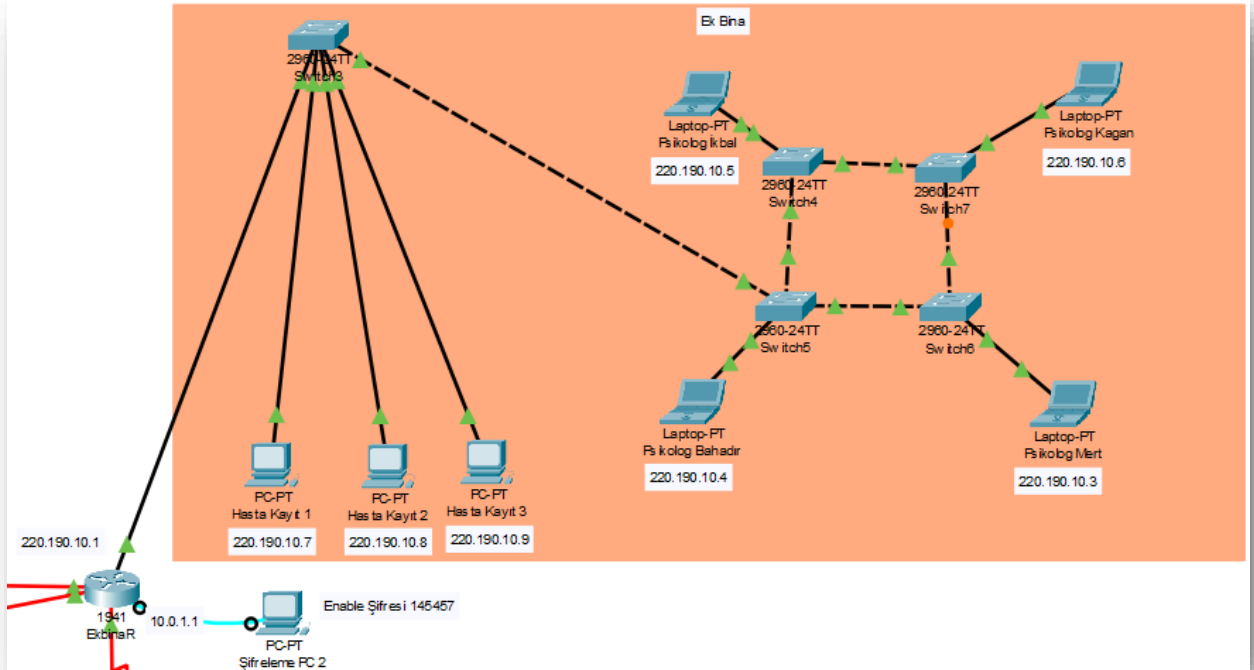 Ek Bina
2960-24TT
Switch3
Laptop-PT
Psikolog İkbal
220.190.10.5
Laptop-PT
Psikolog Kagan
220.190.10.6
2960-24TT
Switch4
2960-24TT
Switch7
2960-24TT
Switch5
2960-24TT
Switch6
Laptop-PT
Psikolog Bahadır
220.190.10.4
Laptop-PT
Psikolog Mert
220.190.10.3
PC-PT
Hasta Kayıt 1
220.190.10.7
PC-PT
Hasta Kayıt 2
220.190.10.8
PC-PT
Hasta Kayıt 3
220.190.10.9
220.190.10.1
1941
EkbinaR
10.0.1.1
PC-PT
Şifreleme PC 2
Enable Şifresi 145457